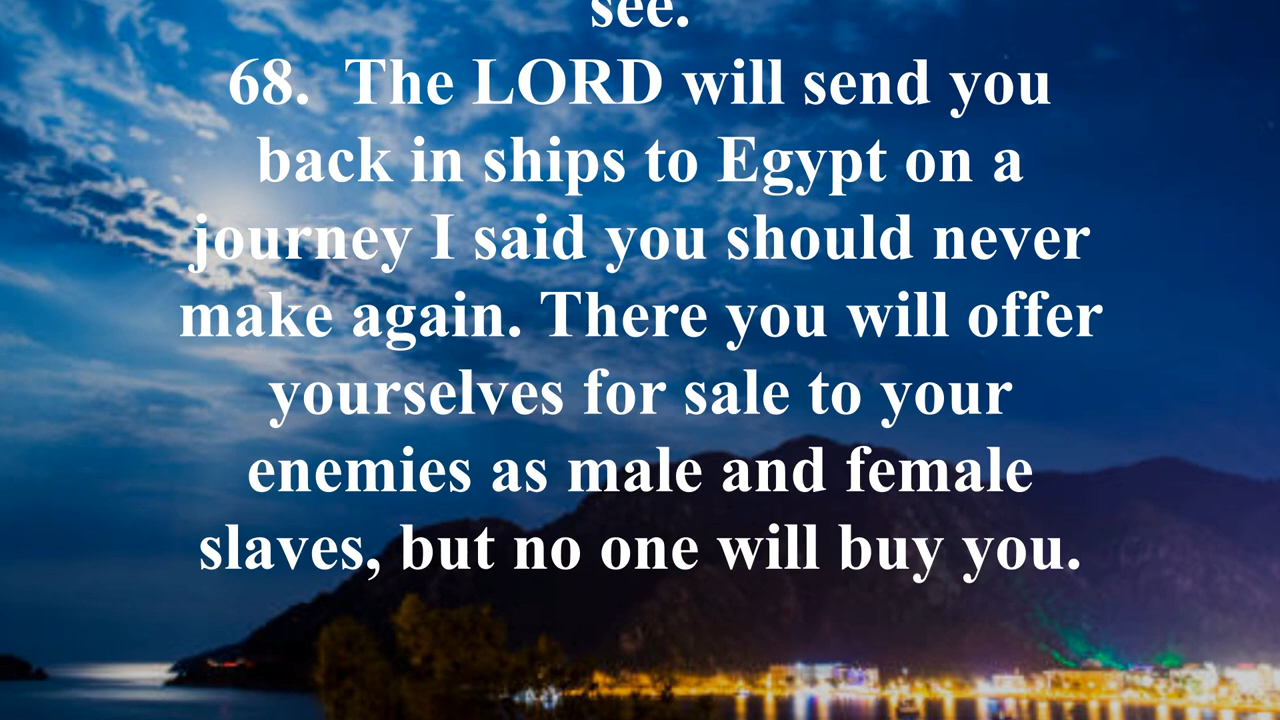 see.
68. The LORD will send you
back in ships to Egypt on a
journey I said you should never
make again. There you will offer
yourselves for sale to your
enemies as male and female
slaves, but no one will buy you.